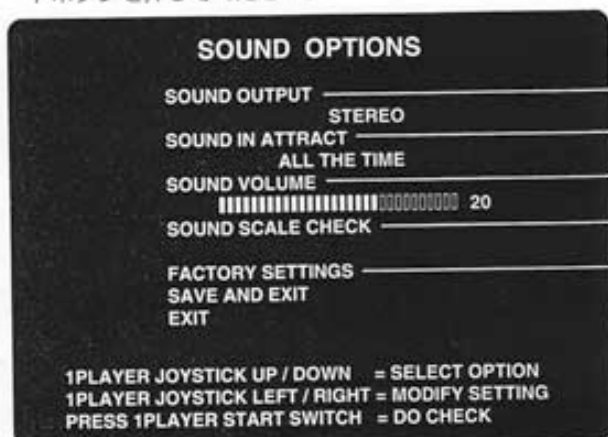 SOUND OPTIONS
SOUND OUTPUT
STEREO
SOUND IN ATTRACT
ALL THE TIME
SOUND VOLUME
20
SOUND SCALE CHECK
FACTORY SETTINGS
SAVE AND EXIT
EXIT
1PLAYER JOYSTICK UP / DOWN = SELECT OPTION
1PLAYER JOYSTICK LEFT / RIGHT = MODIFY SETTING
PRESS 1PLAYER START SWITCH = DO CHECK